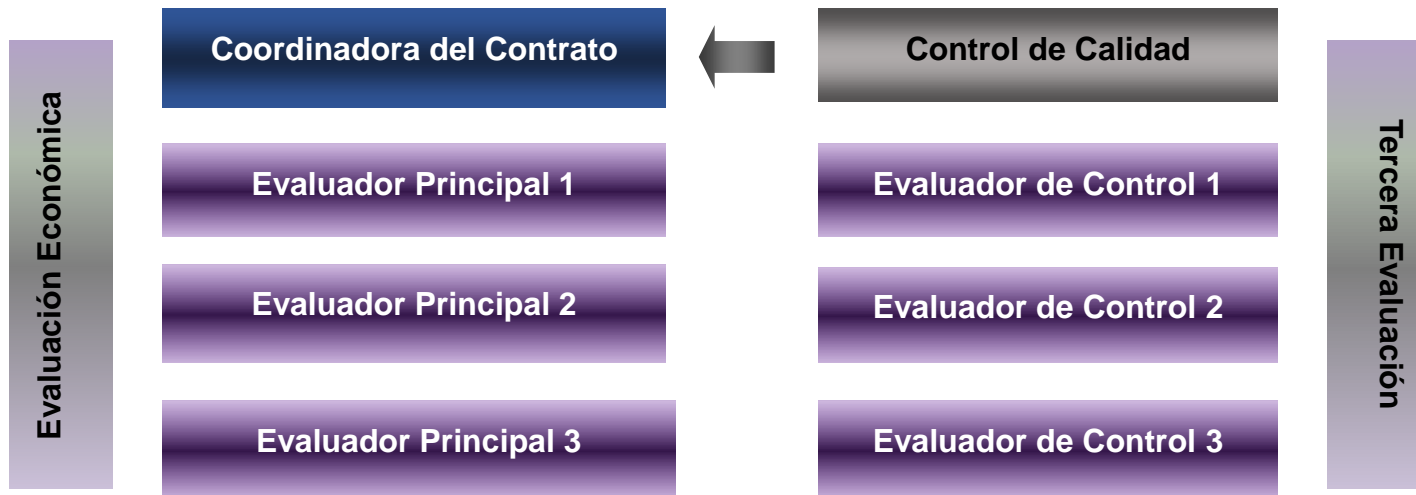 Coordinadora del Contrato
Control de Calidad
Evaluación Económica
Evaluador Principal 1
Evaluador de Control 1
Tercera Evaluación
Evaluador Principal 2
Evaluador de Control 2
Evaluador Principal 3
Evaluador de Control 3